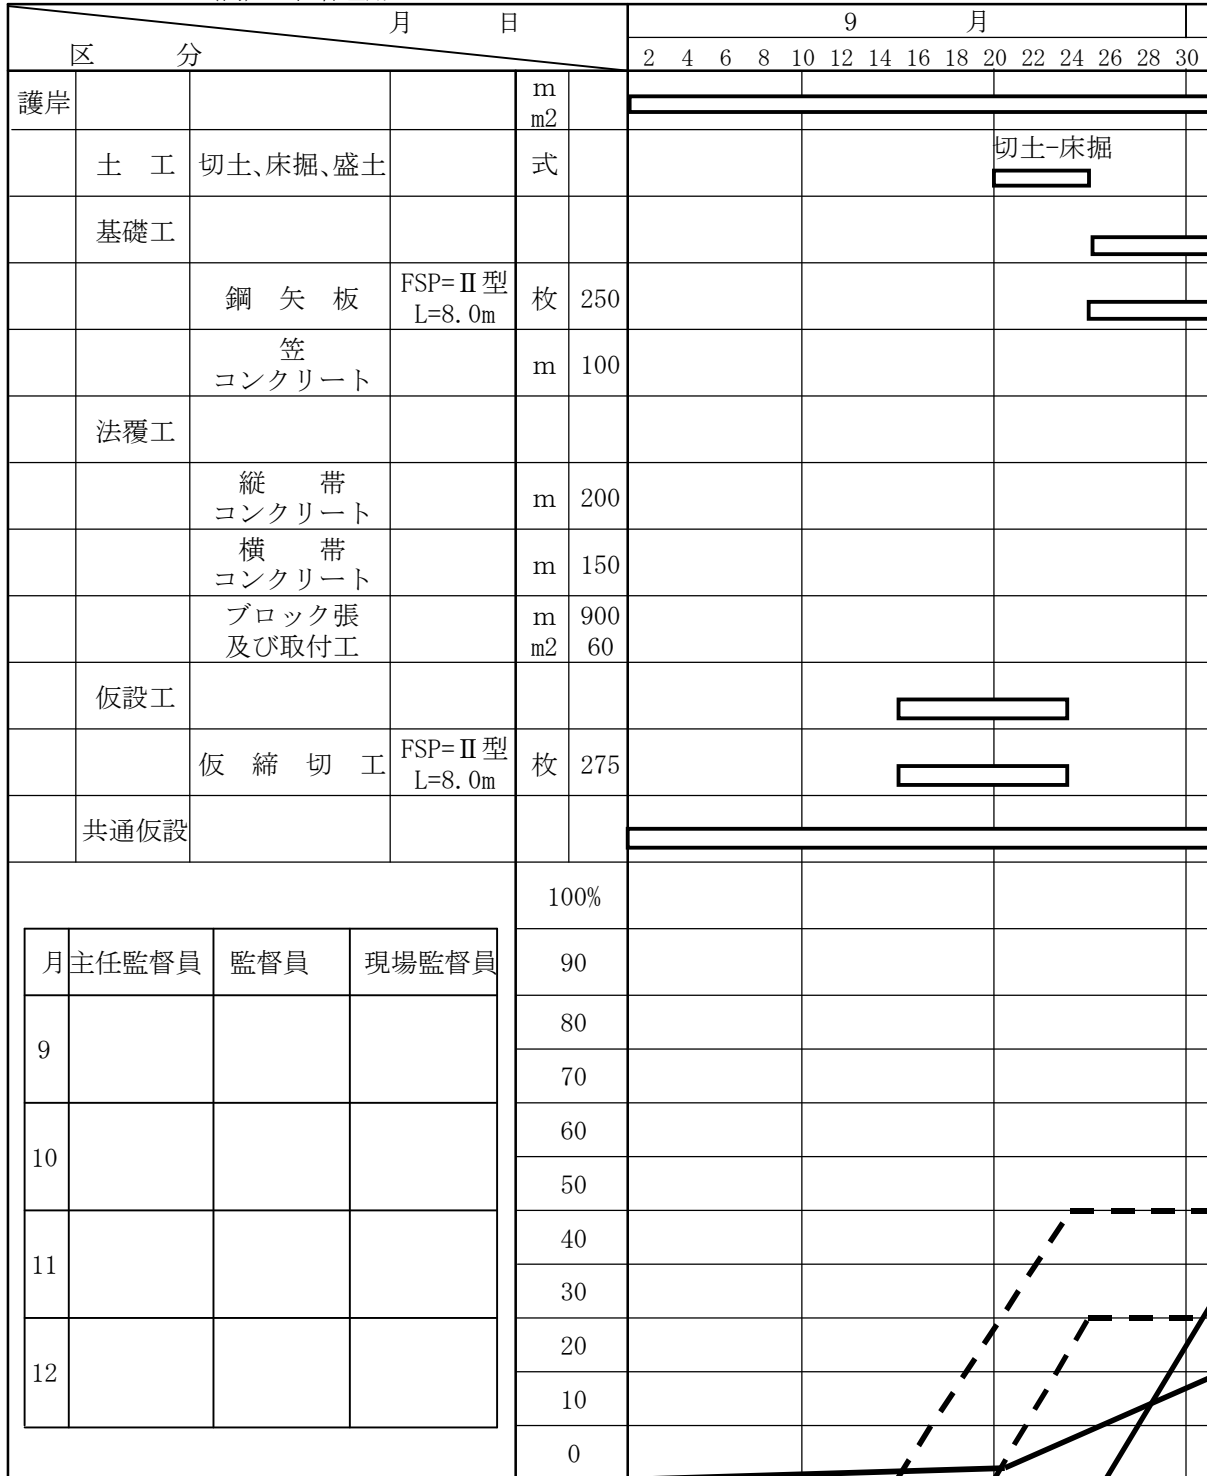 月 日
区 分
9 月
2 4 6 8 10 12 14 16 18 20 22 24 26 28 30
護岸 m
m2
土 工 切土、床掘、盛土 式
切土-床掘
基礎工
鋼 矢 板 FSP=Ⅱ型
L=8.0m 枚 250
笠
コンクリート m 100
法覆工
縦 帯
コンクリート m 200
横 帯
コンクリート m 150
ブロック張 m 900
及び取付工 m2 60
仮設工
仮 締 切 工 FSP=Ⅱ型
L=8.0m 枚 275
共通仮設
100%
月 主任監督員 監督員 現場監督員
90
80
9
70
60
10
50
40
11
30
20
12
10
0